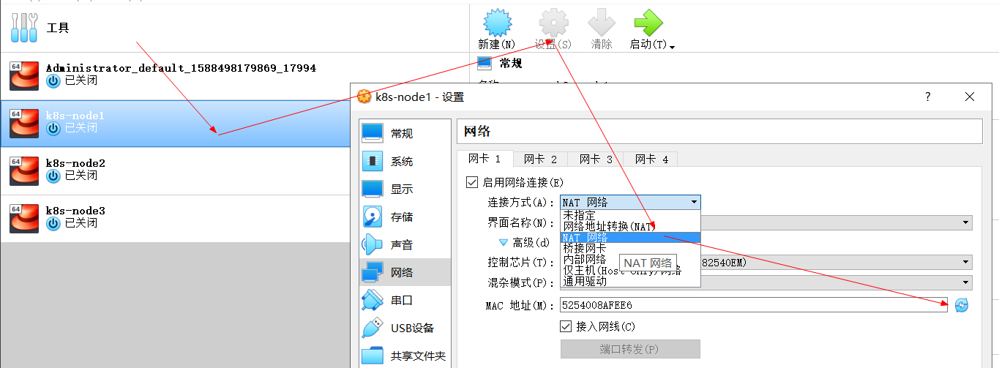 工具
新建(N) 设置(S) 清除 启动(T)
64 Administrator_default_1588498179869_17994
已关闭
常规
64 k8s-node1
已关闭
64 k8s-node2
已关闭
64 k8s-node3
已关闭
k8s-node1 - 设置 ?
常规
系统
显示
存储
声音
网络
串口
USB设备
共享文件夹
网络
网卡 1 网卡 2 网卡 3 网卡 4
启用网络连接(E)
连接方式(A): NAT 网络
未指定
网络地址转换(NAT)
NAT 网络
桥接网卡
内部网络
仅主机(Host-Only)网络
通用驱动
NAT 网络
界面名称(N):
高级(d)
控制芯片(T): 82540EM)
混杂模式(P):
MAC 地址(M): 5254008AFEE6
接入网线(C)
端口转发(P)